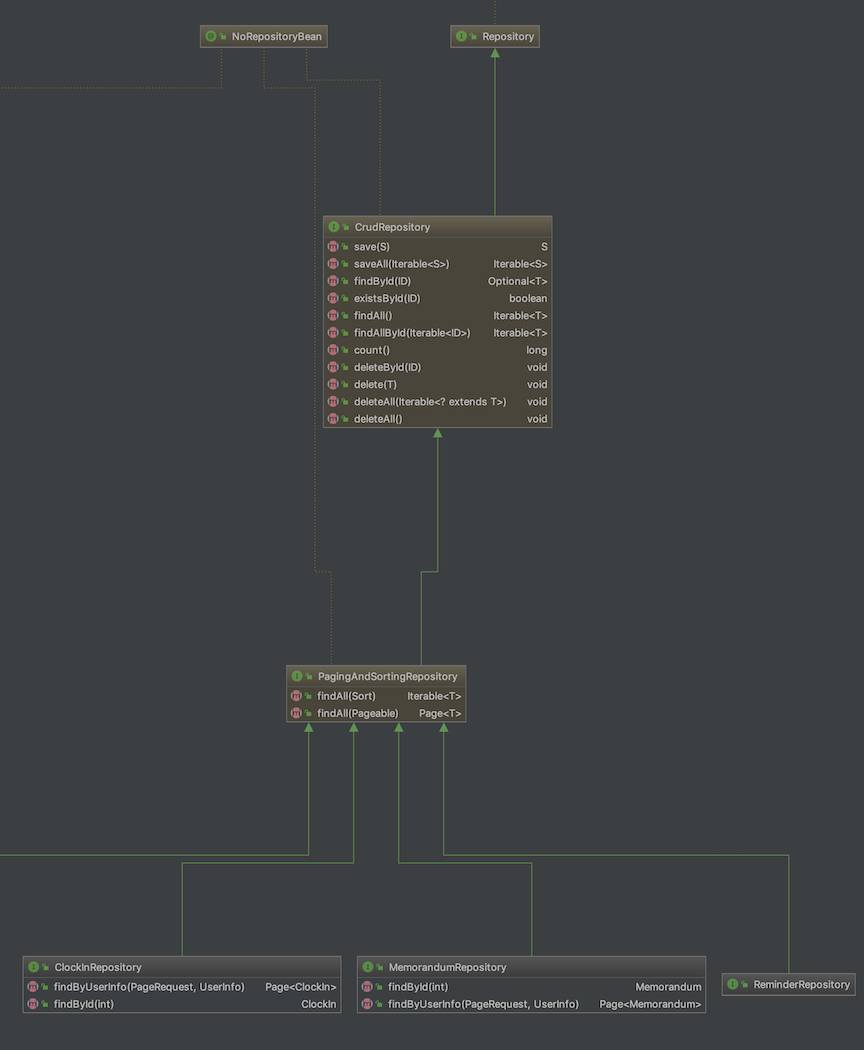 NoRepositoryBean
Repository
CrudRepository
save(S) S
saveAll(Iterable<S>) Iterable<S>
findById(ID) Optional<T>
existsById(ID) boolean
findAll() Iterable<T>
findAllById(Iterable<ID>) Iterable<T>
count() long
deleteById(ID) void
delete(T) void
deleteAll(Iterable<? extends T>) void
deleteAll() void
PagingAndSortingRepository
findAll(Sort) Iterable<T>
findAll(Pageable) Page<T>
ClockInRepository
findByUserInfo(PageRequest, UserInfo) Page<ClockIn>
findById(int) ClockIn
MemorandumRepository
findById(int) Memorandum
findByUserInfo(PageRequest, UserInfo) Page<Memorandum>
ReminderRepository